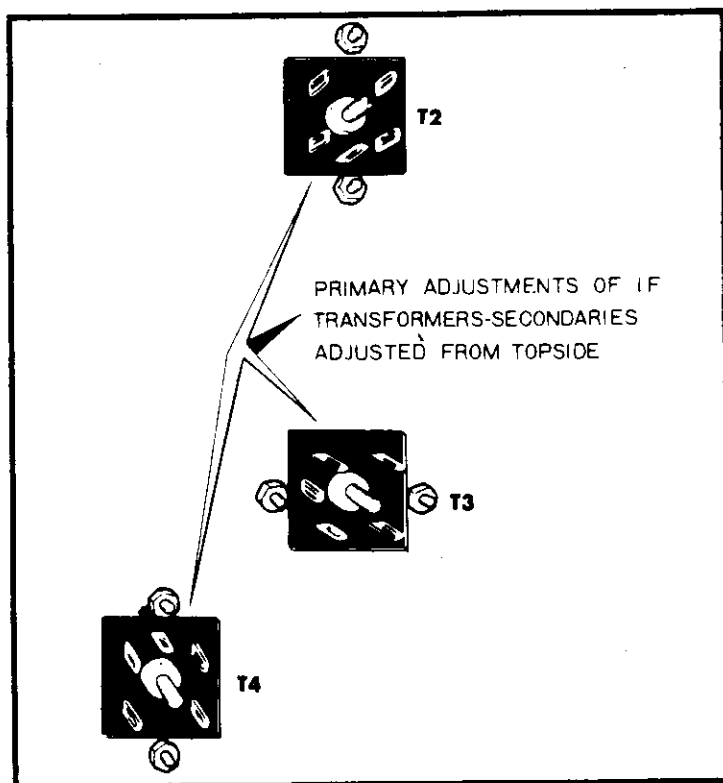 T2
PRIMARY ADJUSTMENTS OF IF
TRANSFORMERS-SECONDARIES
ADJUSTED FROM TOPSIDE
T3
T4